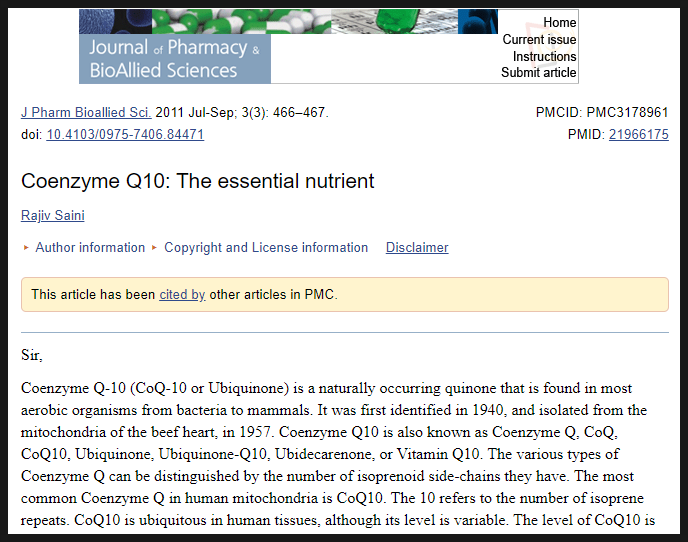 Journal of Pharmacy &
BioAllied Sciences
Home
Current issue
Instructions
Submit article
J Pharm Bioallied Sci. 2011 Jul-Sep; 3(3): 466–467.
PMCID: PMC3178961
doi: 10.4103/0975-7406.84471
PMID: 21966175
Coenzyme Q10: The essential nutrient
Rajiv Saini
▸ Author information ▸ Copyright and License information Disclaimer
This article has been cited by other articles in PMC.
Sir,
Coenzyme Q-10 (CoQ-10 or Ubiquinone) is a naturally occurring quinone that is found in most
aerobic organisms from bacteria to mammals. It was first identified in 1940, and isolated from the
mitochondria of the beef heart, in 1957. Coenzyme Q10 is also known as Coenzyme Q, CoQ,
CoQ10, Ubiquinone, Ubiquinone-Q10, Ubidecarenone, or Vitamin Q10. The various types of
Coenzyme Q can be distinguished by the number of isoprenoid side-chains they have. The most
common Coenzyme Q in human mitochondria is CoQ10. The 10 refers to the number of isoprene
repeats. CoQ10 is ubiquitous in human tissues, although its level is variable. The level of CoQ10 is